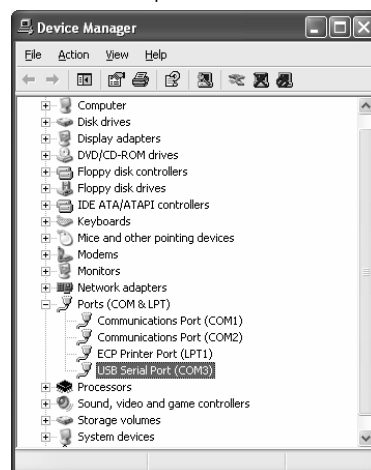 Device Manager
File Action View Help
Computer
Disk drives
Display adapters
DVD/CD-ROM drives
Floppy disk controllers
Floppy disk drives
IDE ATA/ATAPI controllers
Keyboards
Mice and other pointing devices
Modems
Monitors
Network adapters
Ports (COM & LPT)
Communications Port (COM1)
Communications Port (COM2)
ECP Printer Port (LPT1)
USB Serial Port (COM3)
Processors
Sound, video and game controllers
Storage volumes
System devices